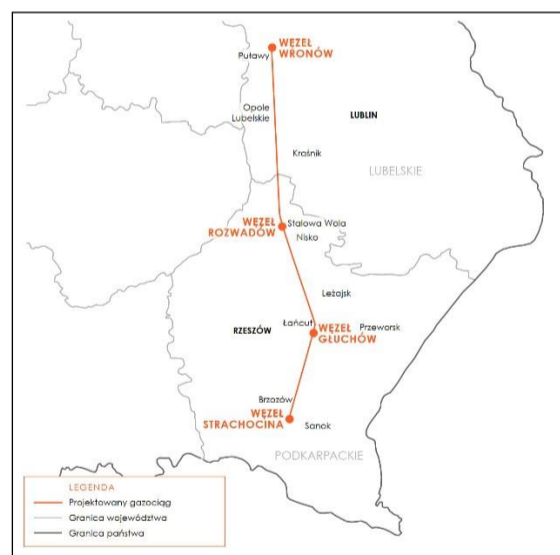 WĘZEŁ
WRONÓW
Puławy
Opole
Lubelskie
LUBLIN
Kraśnik
LUBELSKIE
WĘZEŁ
ROZWADÓW
Stalowa Wola
Nisko
Leżajsk
RZESZÓW
Łańcut
WĘZEŁ
GŁUCHÓW
Przeworsk
Brzozów
WĘZEŁ
STRACHOCINA
Sanok
PODKARPACKIE
LEGENDA
Projektowany gazociąg
Granica województwa
Granica państwa